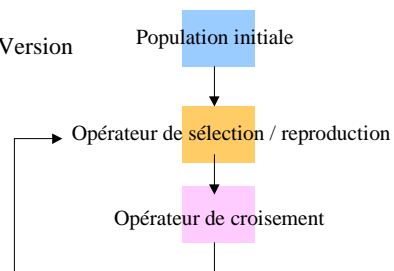 Population initiale
Version
Opérateur de sélection / reproduction
Opérateur de croisement